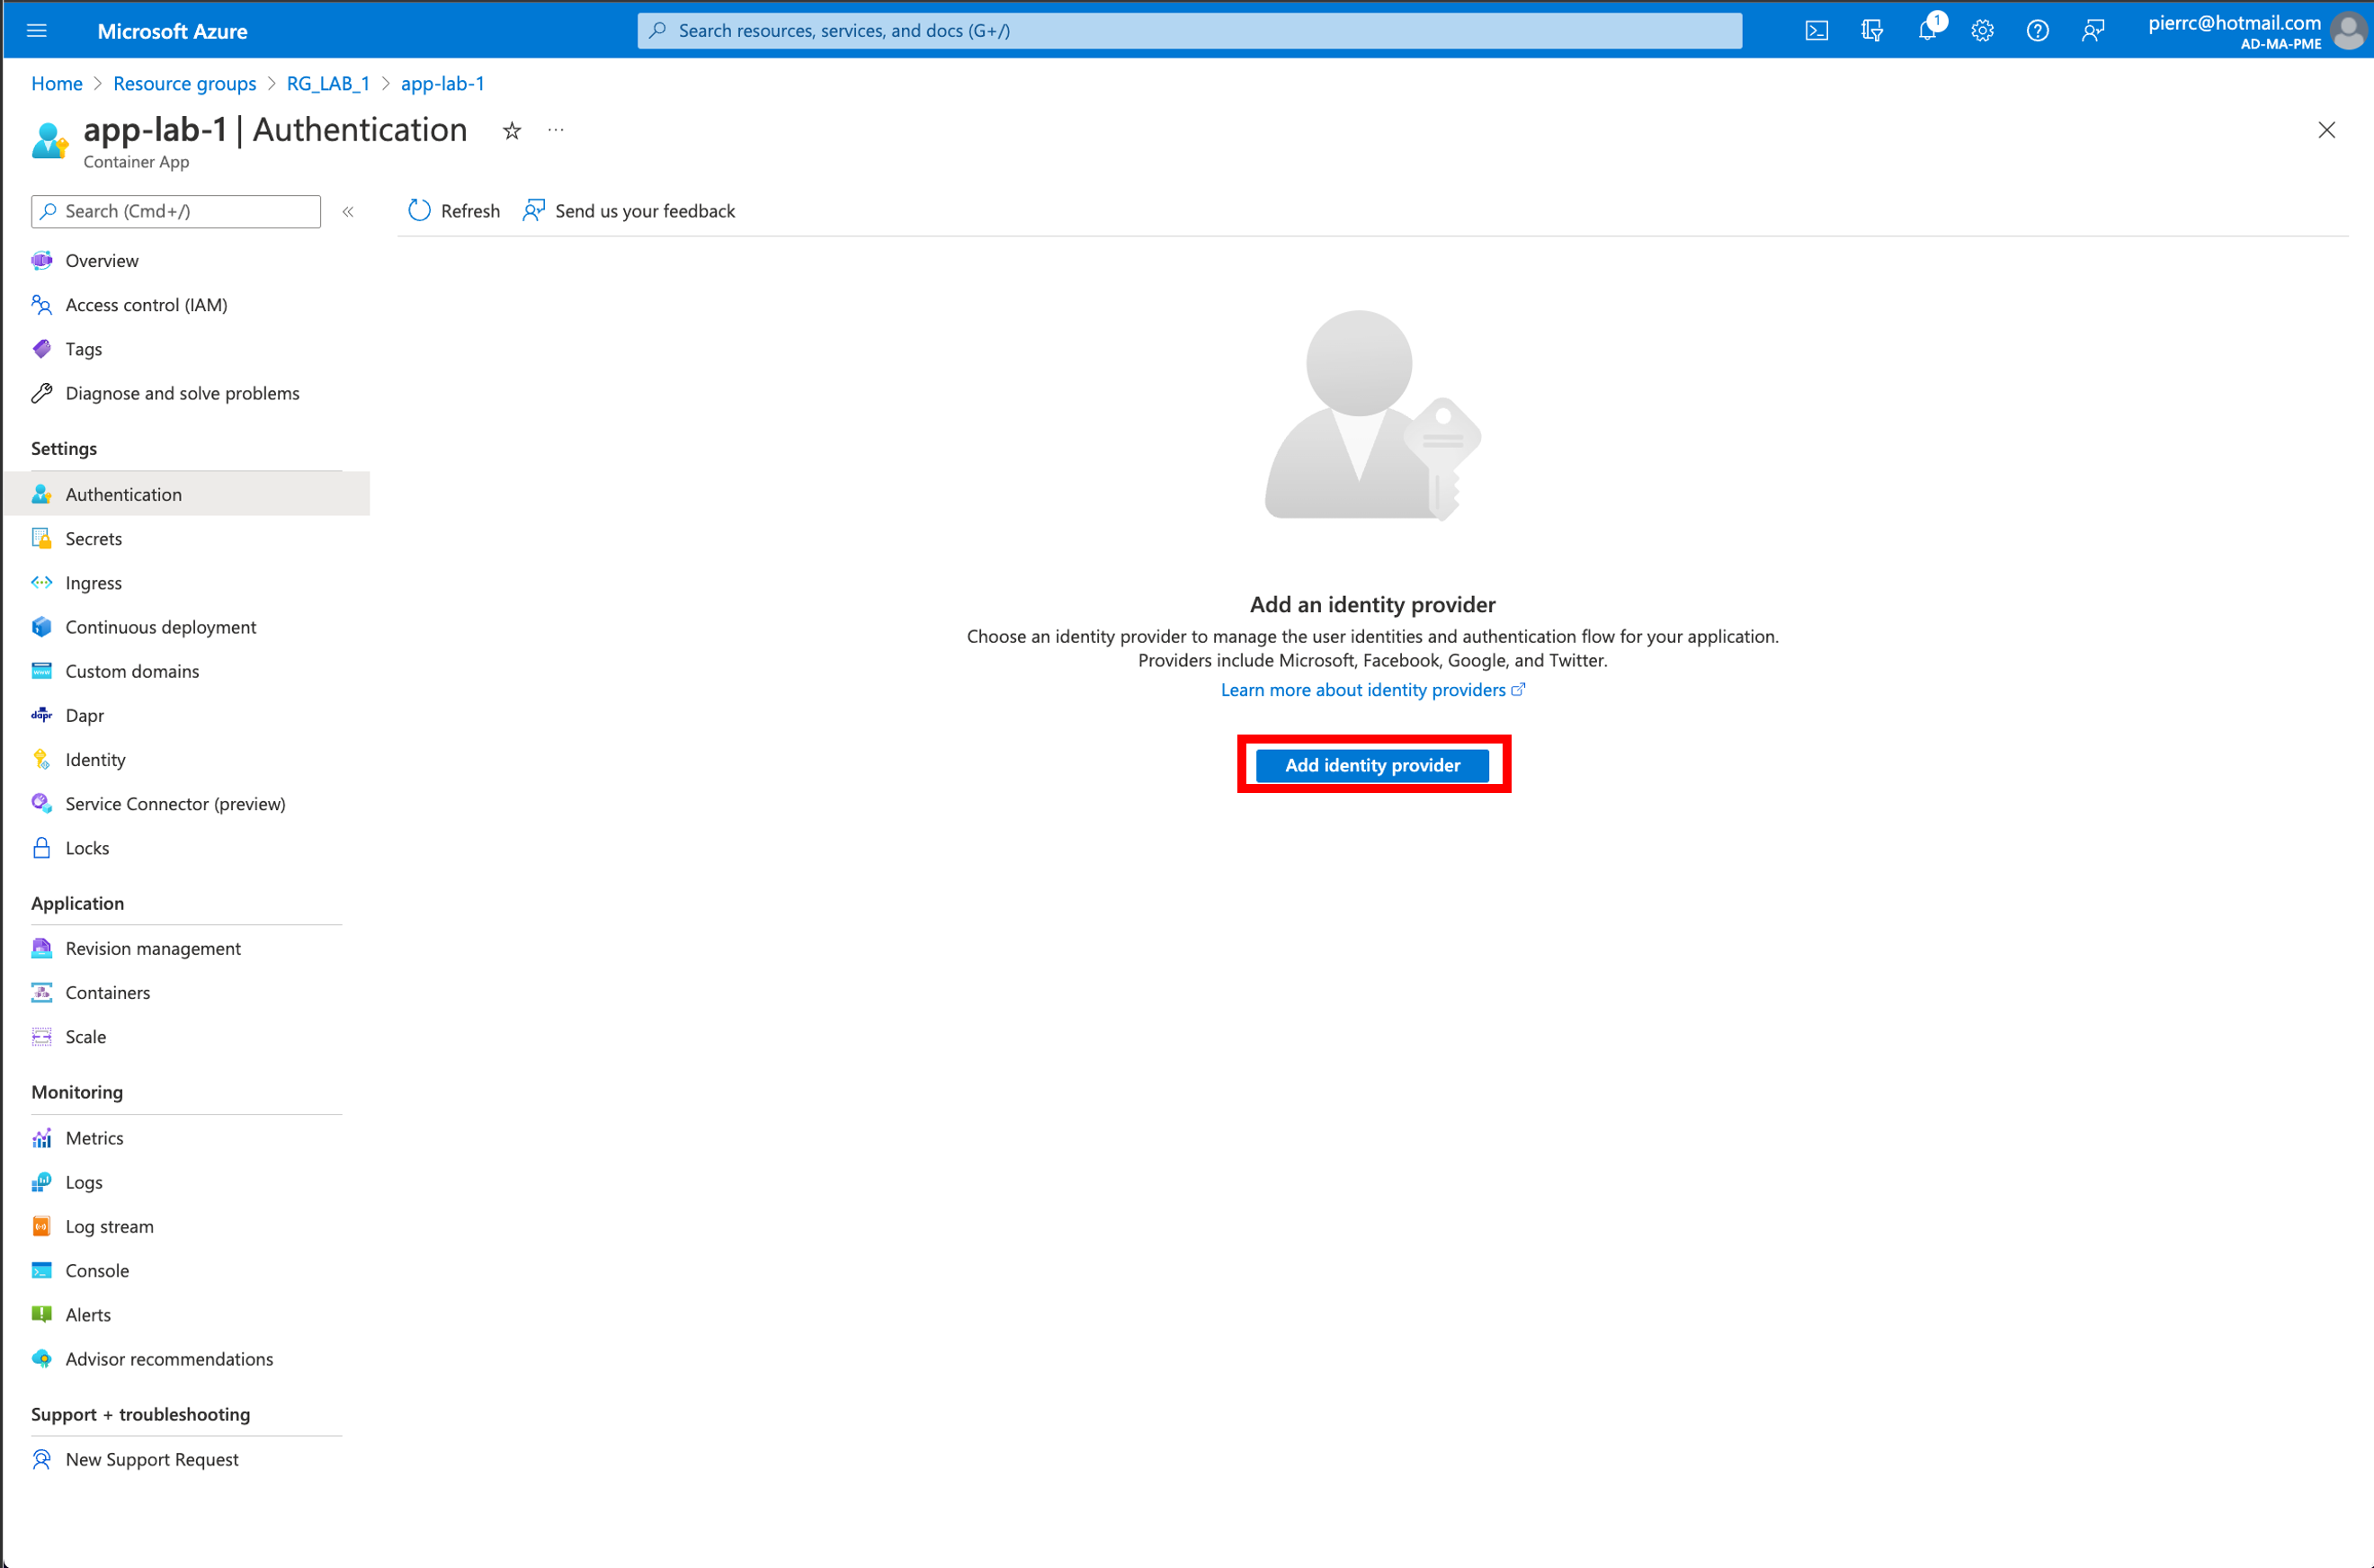 Microsoft Azure
Search resources, services, and docs (G+/)
1
pierrc@hotmail.com
AD-MA-PME
Home > Resource groups > RG_LAB_1 > app-lab-1
app-lab-1 | Authentication
Container App
Search (Cmd+/)
Refresh
Send us your feedback
Overview
Access control (IAM)
Tags
Diagnose and solve problems
Settings
Authentication
Secrets
Ingress
Continuous deployment
Custom domains
dapr Dapr
Identity
Service Connector (preview)
Locks
Application
Revision management
Containers
Scale
Monitoring
Metrics
Logs
Log stream
Console
Alerts
Advisor recommendations
Support + troubleshooting
New Support Request
Add an identity provider
Choose an identity provider to manage the user identities and authentication flow for your application.
Providers include Microsoft, Facebook, Google, and Twitter.
Learn more about identity providers
Add identity provider